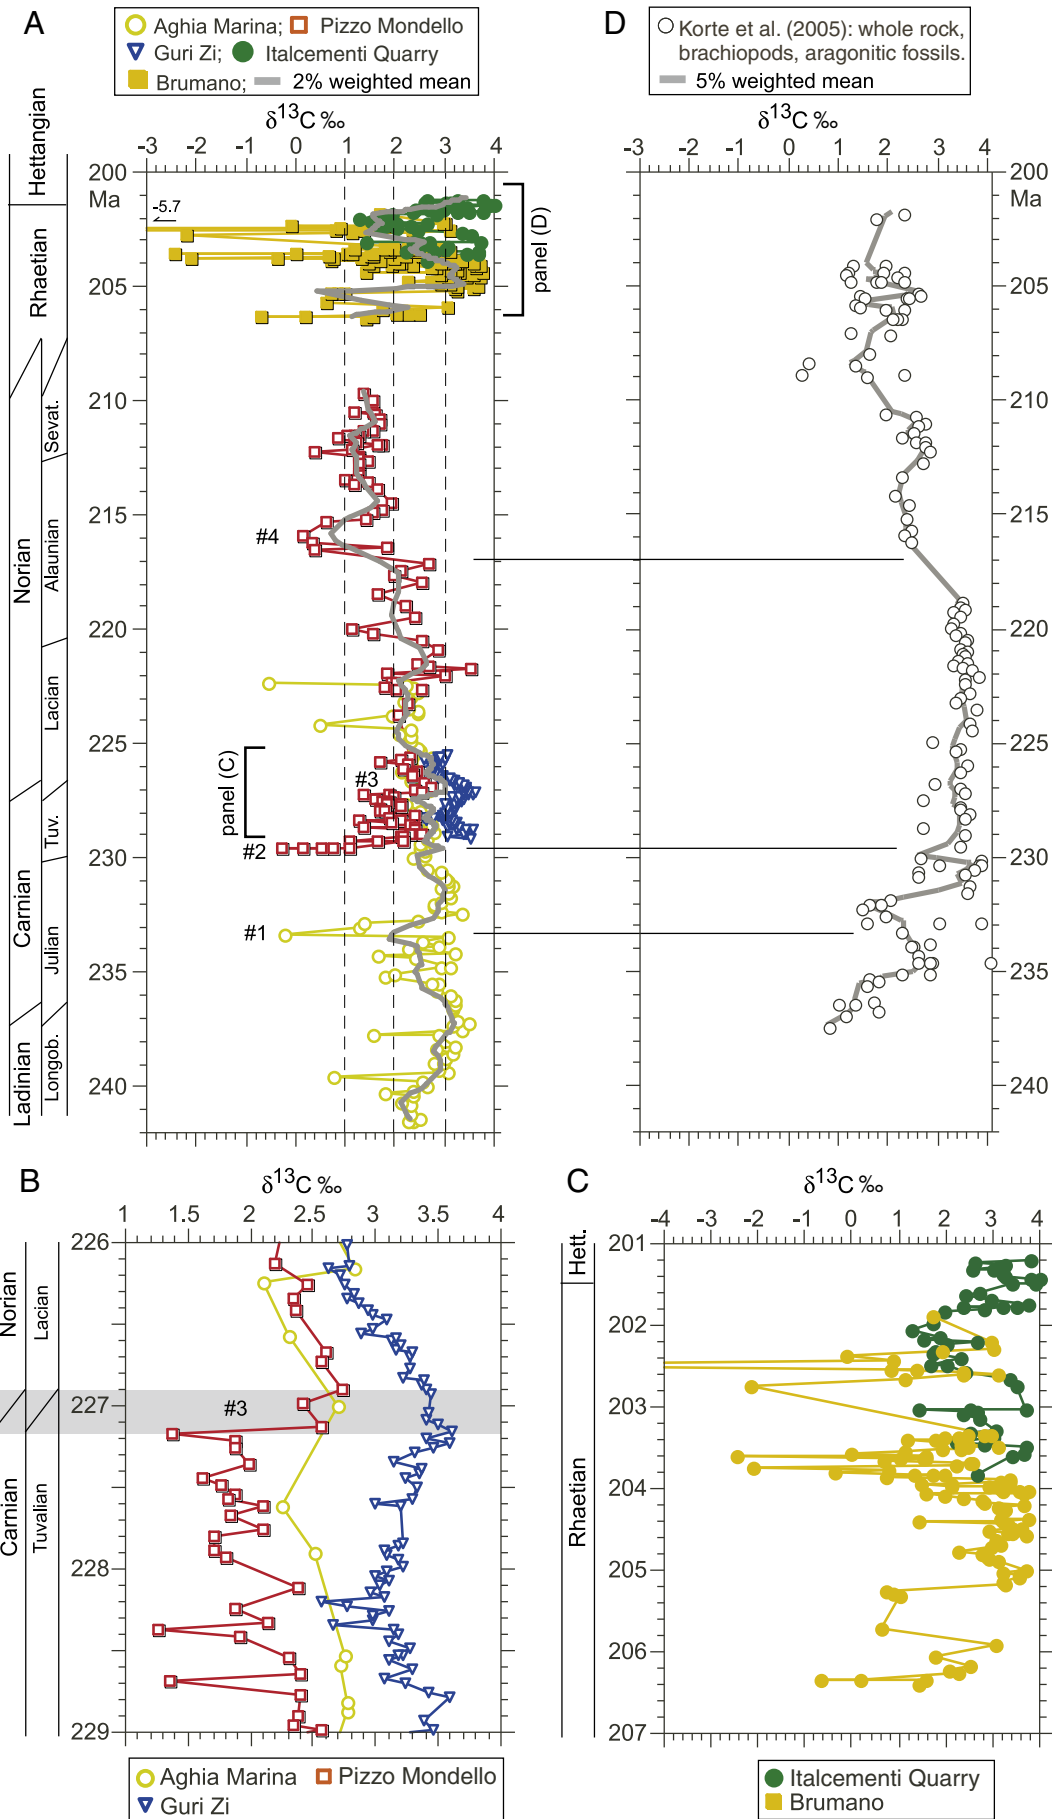 A
Aghia Marina; Pizzo Mondello
Guri Zi; Italcementi Quarry
Brumano; 2% weighted mean
δ13C ‰
-3 -2 -1 0 1 2 3 4
200
Ma
205
210
215
220
225
230
235
240
-5.7
panel (D)
panel (C)
#4
#3
#2
#1
Hettangian
Rhaetian
Norian
Carnian
Ladinian
Sevat.
Alaunian
Lacian
Tuv.
Julian
Longob.
D
Korte et al. (2005): whole rock,
brachiopods, aragonitic fossils.
5% weighted mean
δ13C ‰
-3 -2 -1 0 1 2 3 4
200
Ma
205
210
215
220
225
230
235
240
B
δ13C ‰
1 1.5 2 2.5 3 3.5 4
226
227
228
229
#3
Norian
Lacian
Carnian
Tuvalian
Aghia Marina Pizzo Mondello
Guri Zi
C
δ13C ‰
-4 -3 -2 -1 0 1 2 3 4
201
202
203
204
205
206
207
Hett.
Rhaetian
Italcementi Quarry
Brumano